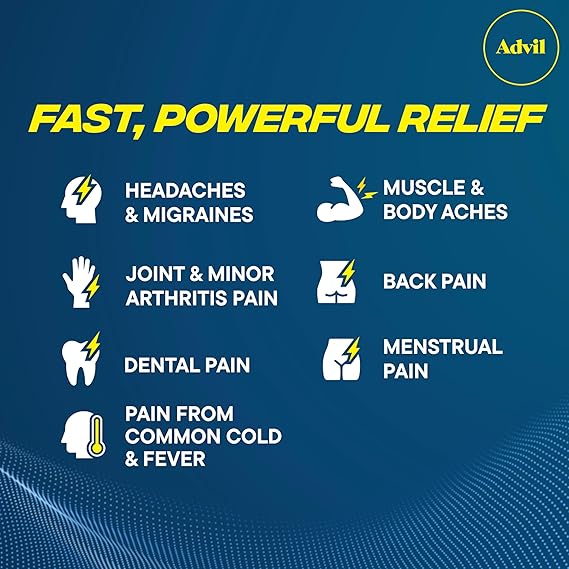 Advil
FAST, POWERFUL RELIEF
HEADACHES
& MIGRAINES
MUSCLE &
BODY ACHES
JOINT & MINOR
ARTHRITIS PAIN
BACK PAIN
DENTAL PAIN
MENSTRUAL
PAIN
PAIN FROM
COMMON COLD
& FEVER